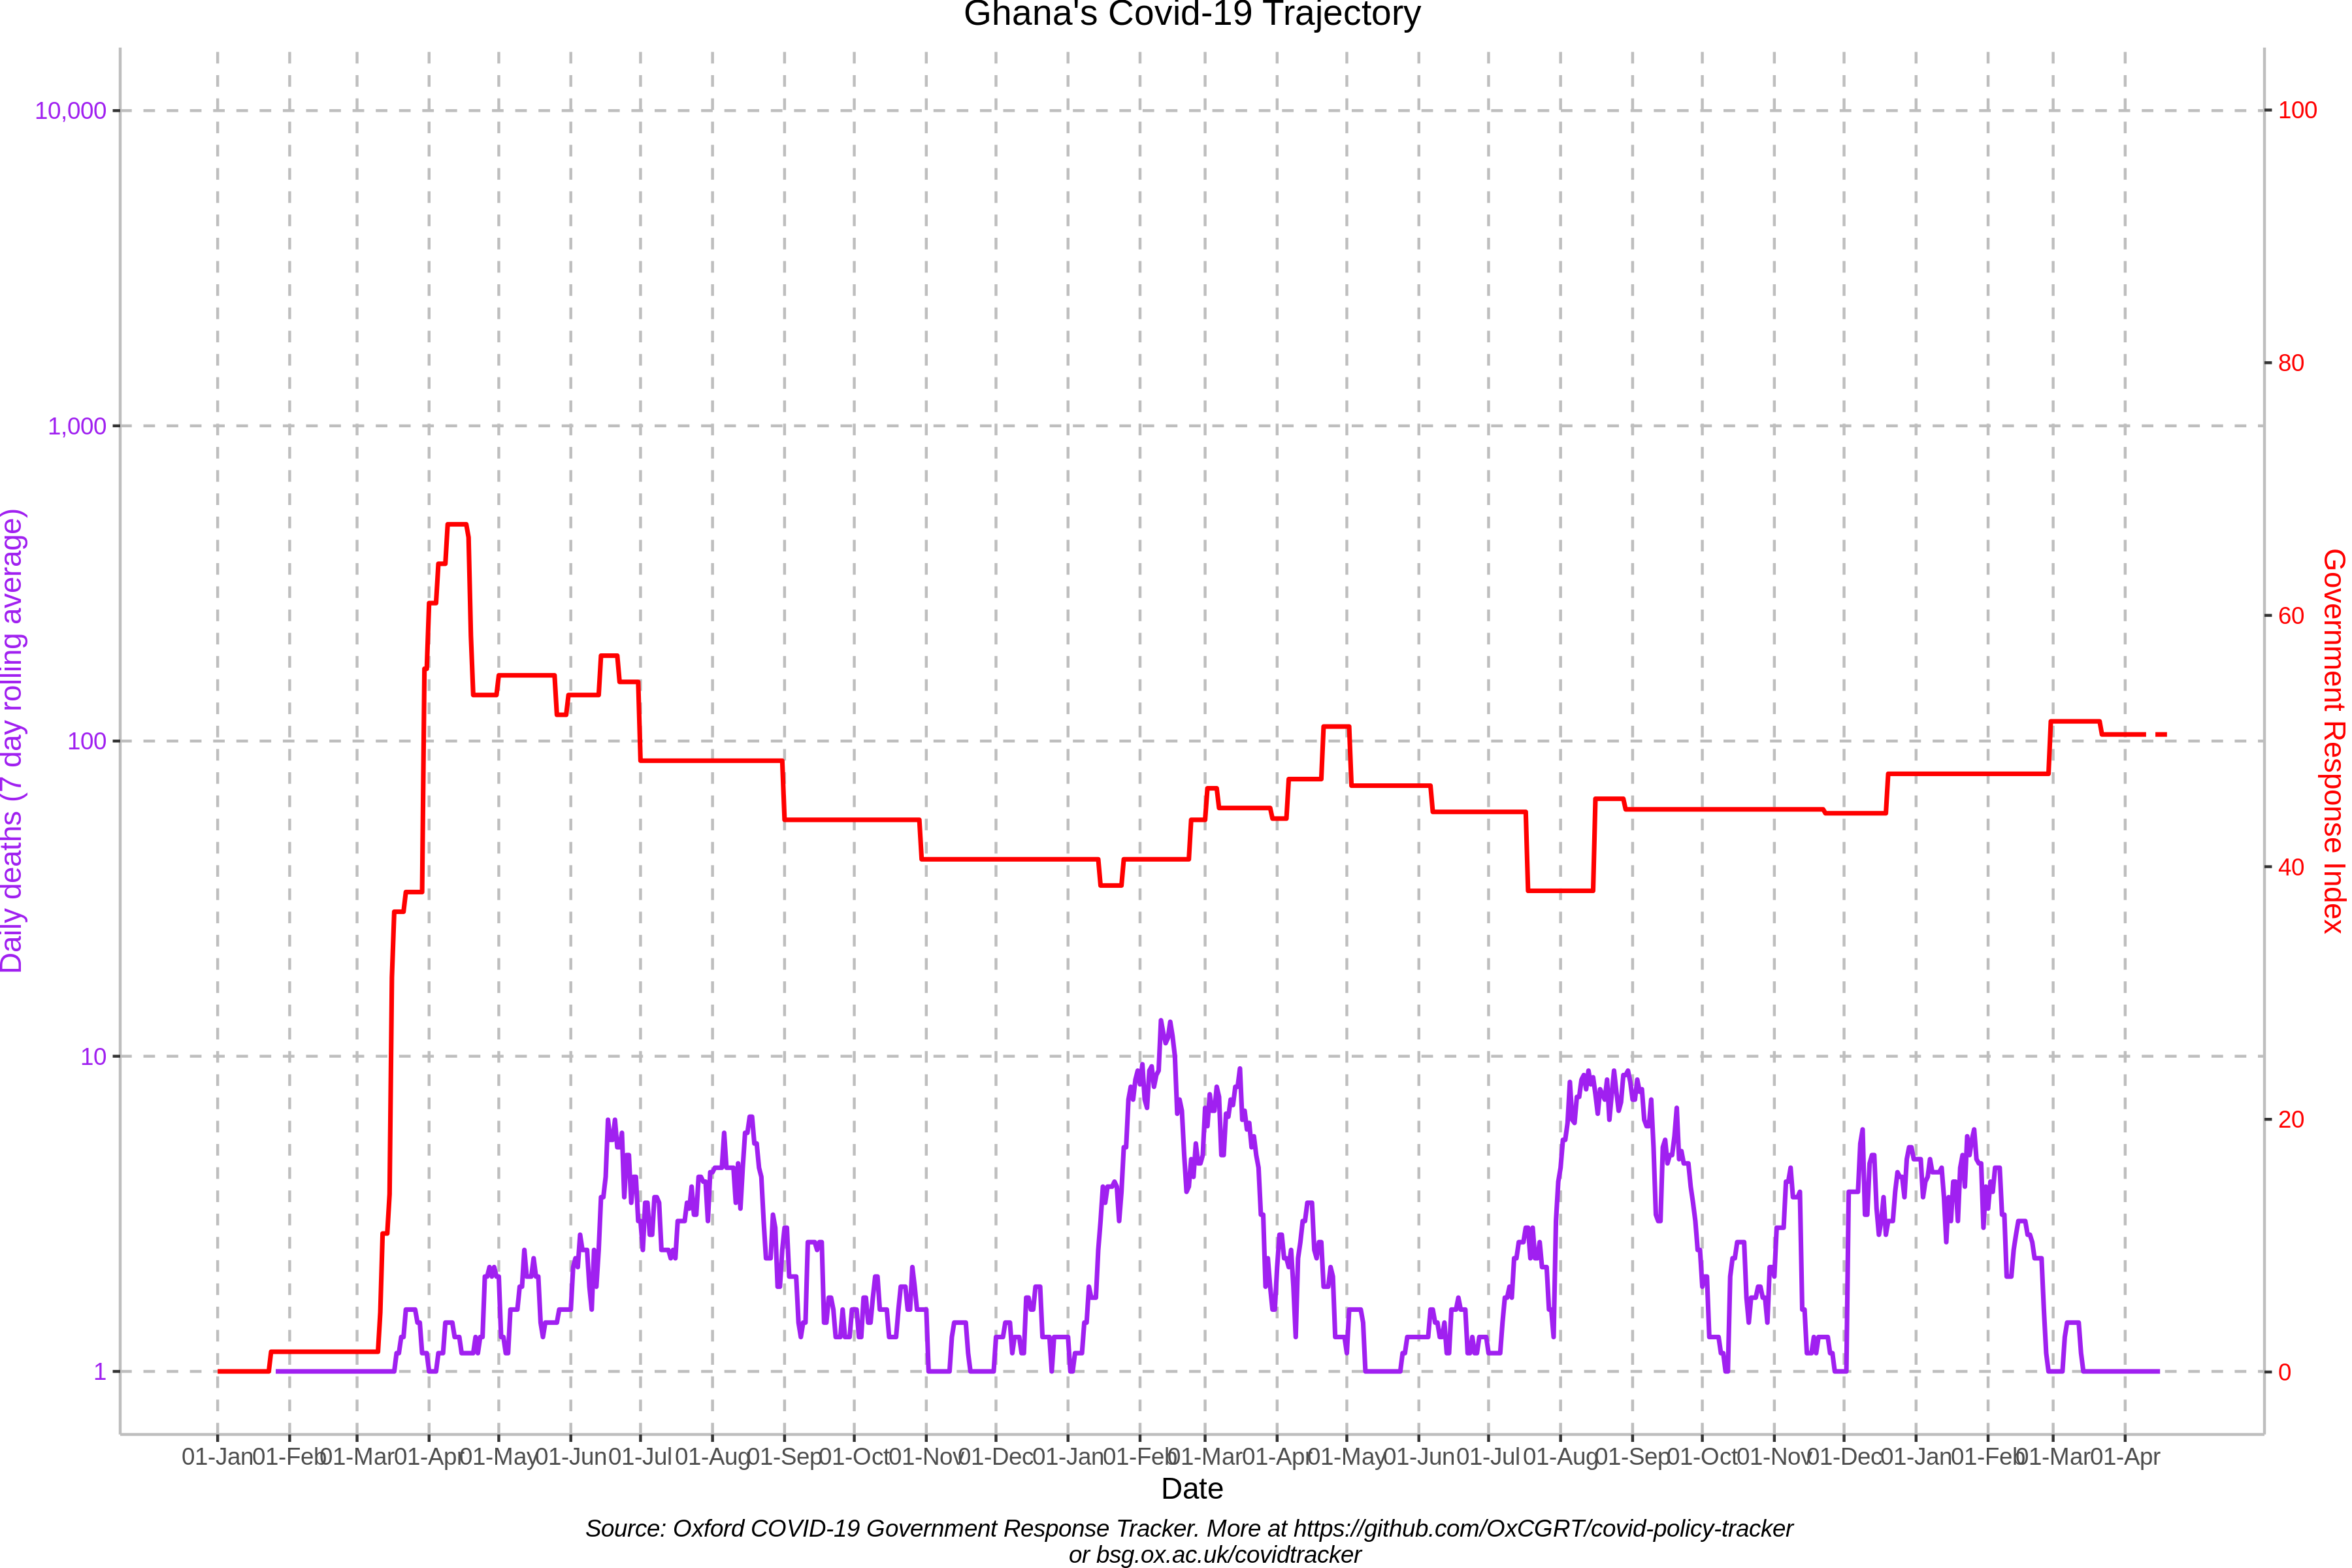 Ghana's Covid-19 Trajectory
10,000
1,000
100
10
1
Daily deaths (7 day rolling average)
100
80
60
40
20
0
Government Response Index
01-Jan 01-Feb 01-Mar 01-Apr 01-May 01-Jun 01-Jul 01-Aug 01-Sep 01-Oct 01-Nov 01-Dec 01-Jan 01-Feb 01-Mar 01-Apr 01-May 01-Jun 01-Jul 01-Aug 01-Sep 01-Oct 01-Nov 01-Dec 01-Jan 01-Feb 01-Mar 01-Apr
Date
Source: Oxford COVID-19 Government Response Tracker. More at https://github.com/OxCGRT/covid-policy-tracker
or bsg.ox.ac.uk/covidtracker